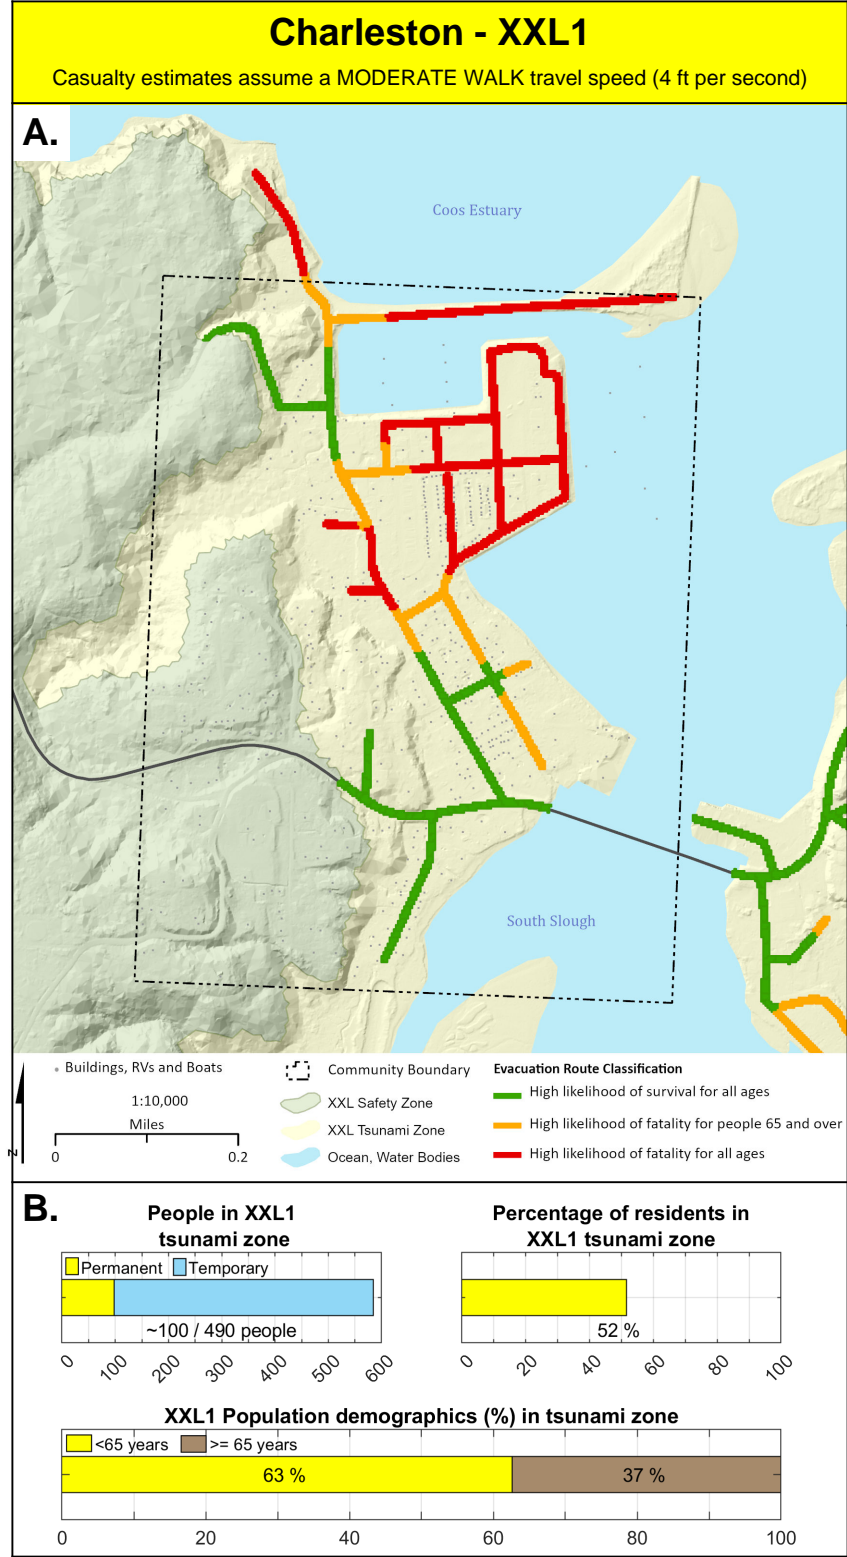 Charleston - XXL1
Casualty estimates assume a MODERATE WALK travel speed (4 ft per second)
A.
Coos Estuary
South Slough
Buildings, RVs and Boats
1:10,000
Miles
0 0.2
N
Community Boundary
XXL Safety Zone
XXL Tsunami Zone
Ocean, Water Bodies
Evacuation Route Classification
High likelihood of survival for all ages
High likelihood of fatality for people 65 and over
High likelihood of fatality for all ages
B.
People in XXL1
tsunami zone
Permanent Temporary
~100 / 490 people
0 100 200 300 400 500 600
Percentage of residents in
XXL1 tsunami zone
52 %
0 20 40 60 80 100
XXL1 Population demographics (%) in tsunami zone
<65 years >= 65 years
63 % 37 %
0 20 40 60 80 100